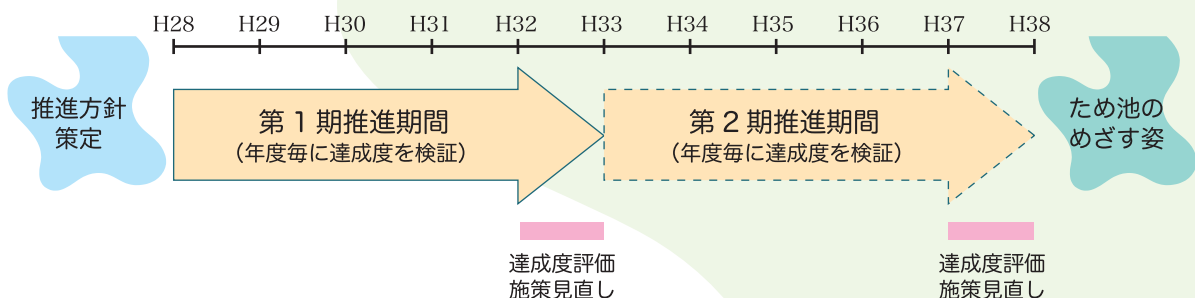 H28 H29 H30 H31 H32 H33 H34 H35 H36 H37 H38
推進方針
策定
第1期推進期間
（年度毎に達成度を検証）
第2期推進期間
（年度毎に達成度を検証）
ため池の
めざす姿
達成度評価
施策見直し
達成度評価
施策見直し